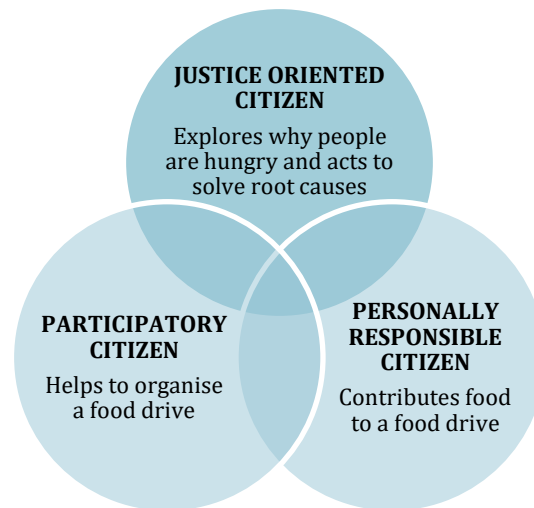 JUSTICE ORIENTED
CITIZEN
Explores why people
are hungry and acts to
solve root causes
PARTICIPATORY
CITIZEN
Helps to organise
a food drive
PERSONALLY
RESPONSIBLE
CITIZEN
Contributes food
to a food drive